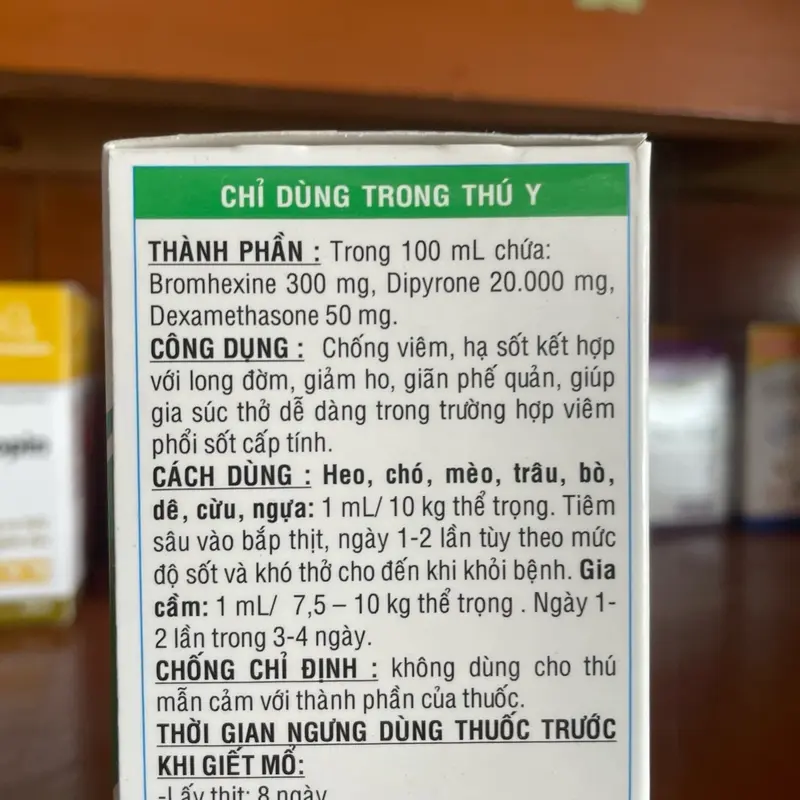 CHỈ DÙNG TRONG THÚ Y
THÀNH PHẦN : Trong 100 mL chứa:
Bromhexine 300 mg, Dipyrone 20.000 mg,
Dexamethasone 50 mg.
CÔNG DỤNG : Chống viêm, hạ sốt kết hợp
với long đờm, giảm ho, giãn phế quản, giúp
gia súc thở dễ dàng trong trường hợp viêm
phổi sốt cấp tính.
CÁCH DÙNG : Heo, chó, mèo, trâu, bò,
dê, cừu, ngựa: 1 mL/ 10 kg thể trọng. Tiêm
sâu vào bắp thịt, ngày 1-2 lần tùy theo mức
độ sốt và khó thở cho đến khi khỏi bệnh. Gia
cầm: 1 mL/ 7,5 – 10 kg thể trọng . Ngày 1-
2 lần trong 3-4 ngày.
CHỐNG CHỈ ĐỊNH : không dùng cho thú
mẫn cảm với thành phần của thuốc.
THỜI GIAN NGƯNG DÙNG THUỐC TRƯỚC
KHI GIẾT MỔ:
-Lấy thịt: 8 ngày